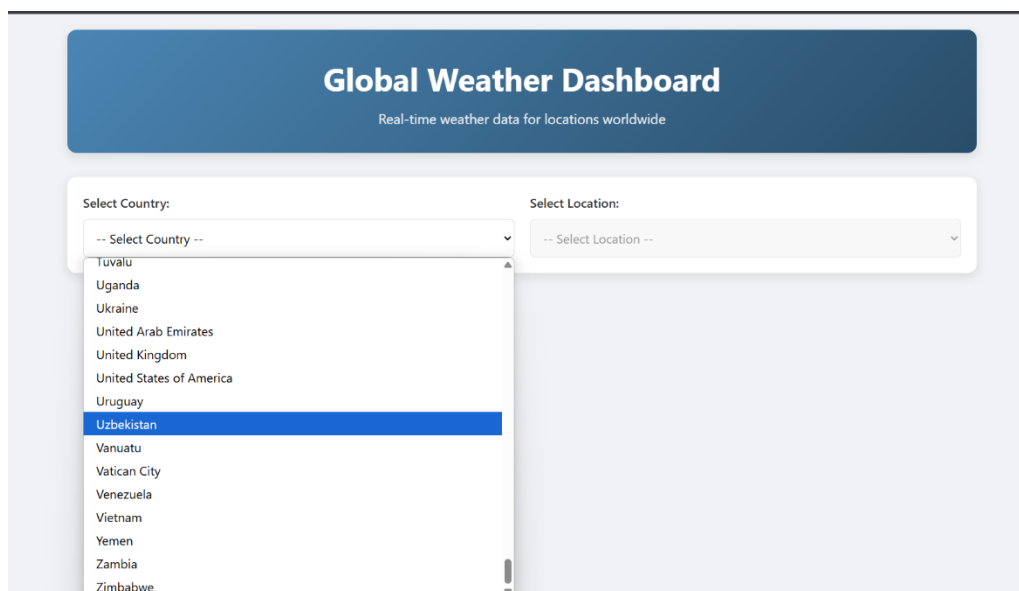 Global Weather Dashboard
Real-time weather data for locations worldwide
Select Country:
Select Location:
-- Select Country --
-- Select Location --
Tuvalu
Uganda
Ukraine
United Arab Emirates
United Kingdom
United States of America
Uruguay
Uzbekistan
Vanuatu
Vatican City
Venezuela
Vietnam
Yemen
Zambia
Zimbabwe